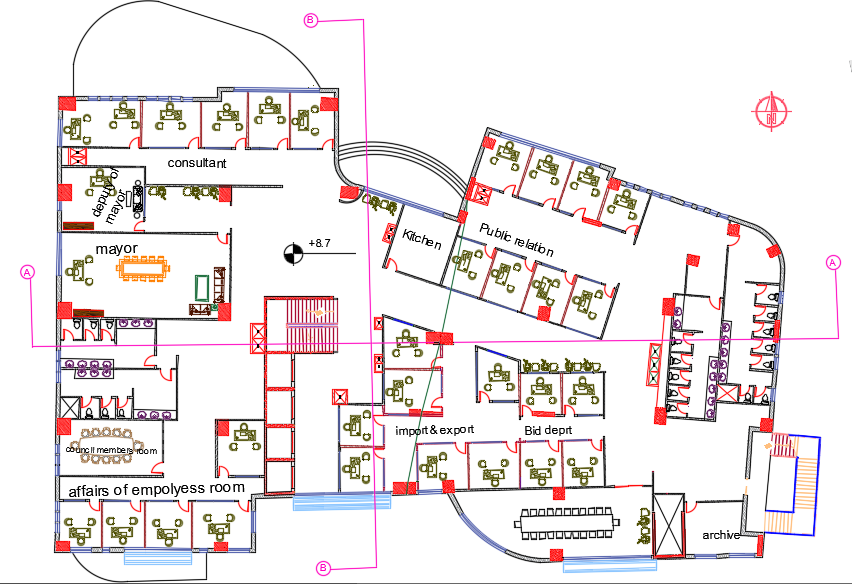 B
consultant
deputy of
mayor
mayor
+8.7
Kitchen
Public relation
N
A
A
import & export
Bid deprt
council members room
affairs of empolyess room
archive
B